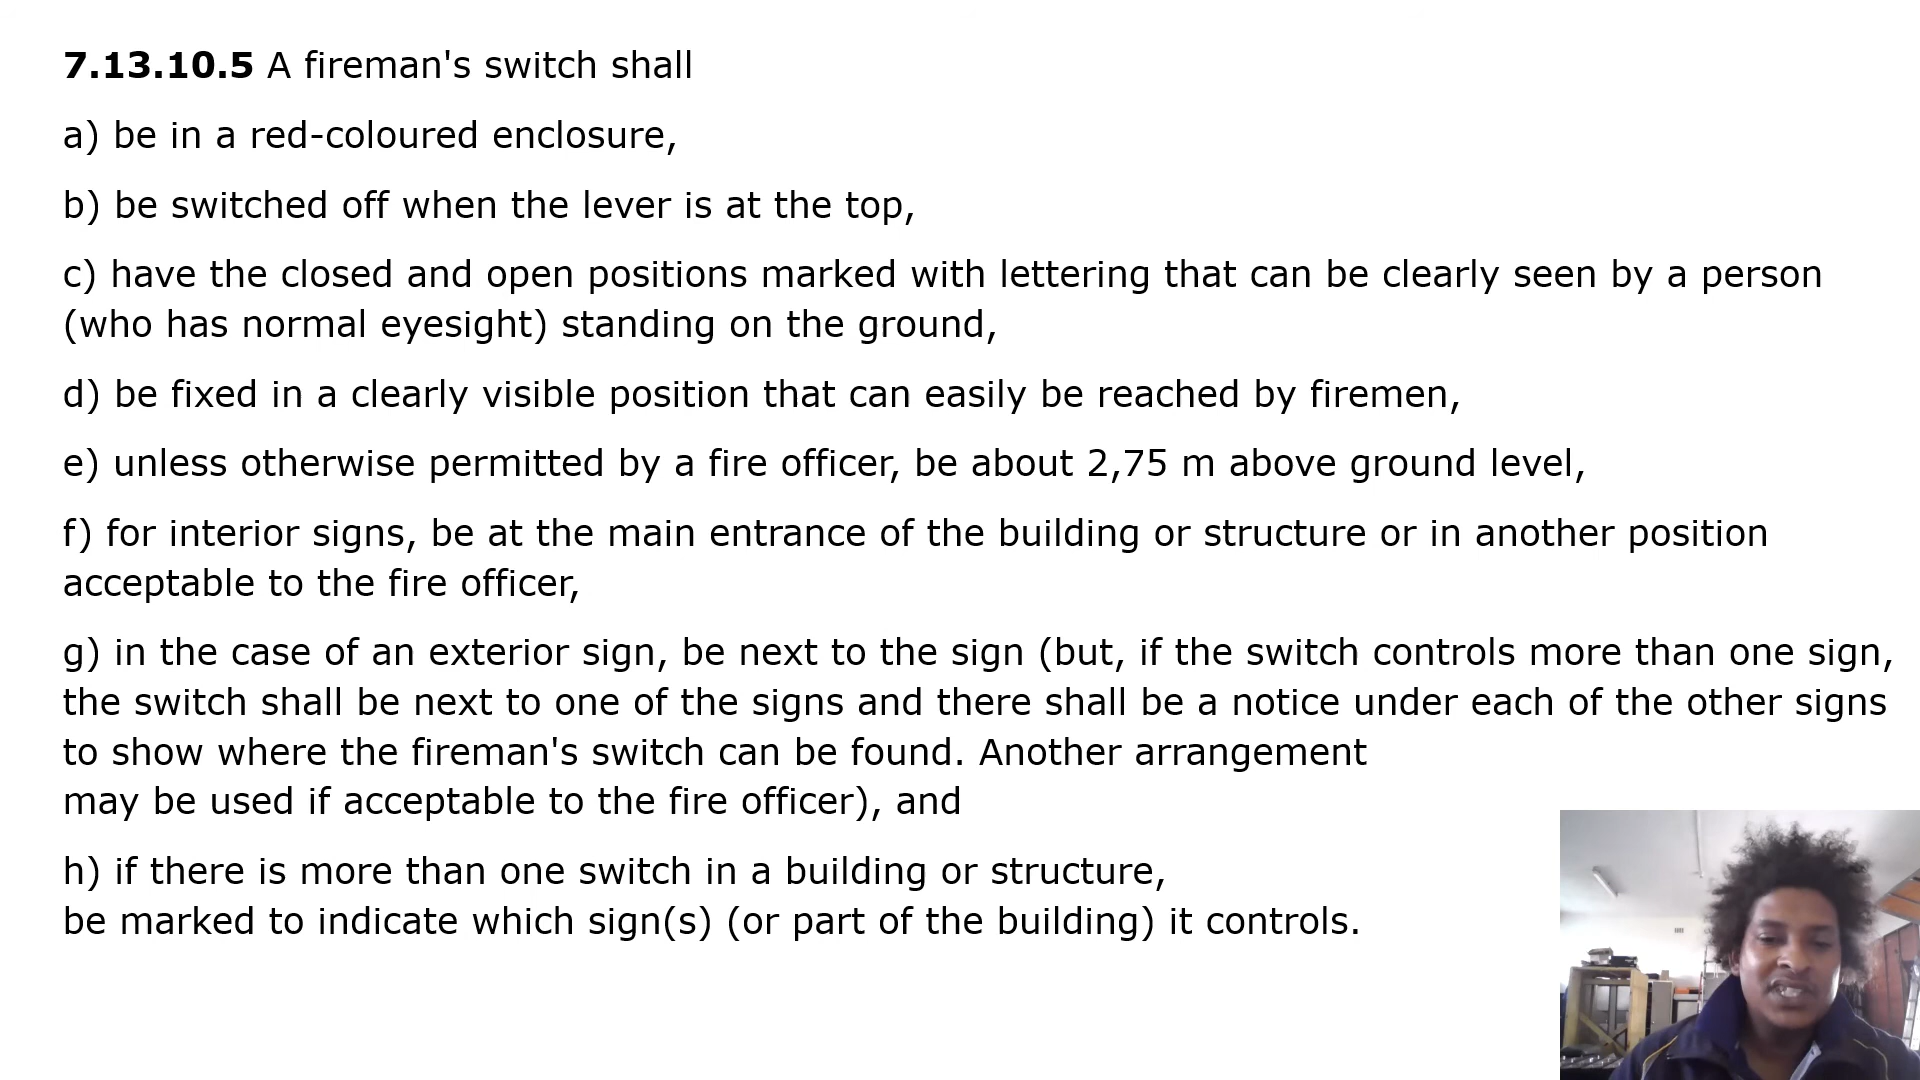 7.13.10.5 A fireman's switch shall
a) be in a red-coloured enclosure,
b) be switched off when the lever is at the top,
c) have the closed and open positions marked with lettering that can be clearly seen by a person
(who has normal eyesight) standing on the ground,
d) be fixed in a clearly visible position that can easily be reached by firemen,
e) unless otherwise permitted by a fire officer, be about 2,75 m above ground level,
f) for interior signs, be at the main entrance of the building or structure or in another position
acceptable to the fire officer,
g) in the case of an exterior sign, be next to the sign (but, if the switch controls more than one sign,
the switch shall be next to one of the signs and there shall be a notice under each of the other signs
to show where the fireman's switch can be found. Another arrangement
may be used if acceptable to the fire officer), and
h) if there is more than one switch in a building or structure,
be marked to indicate which sign(s) (or part of the building) it controls.